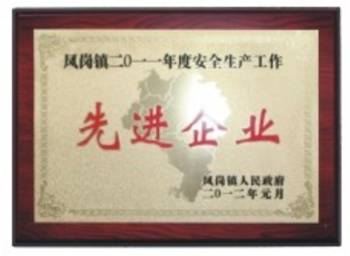 凤岗镇二〇一一年度安全生产工作
先进企业
凤岗镇人民政府
二〇一二年元月